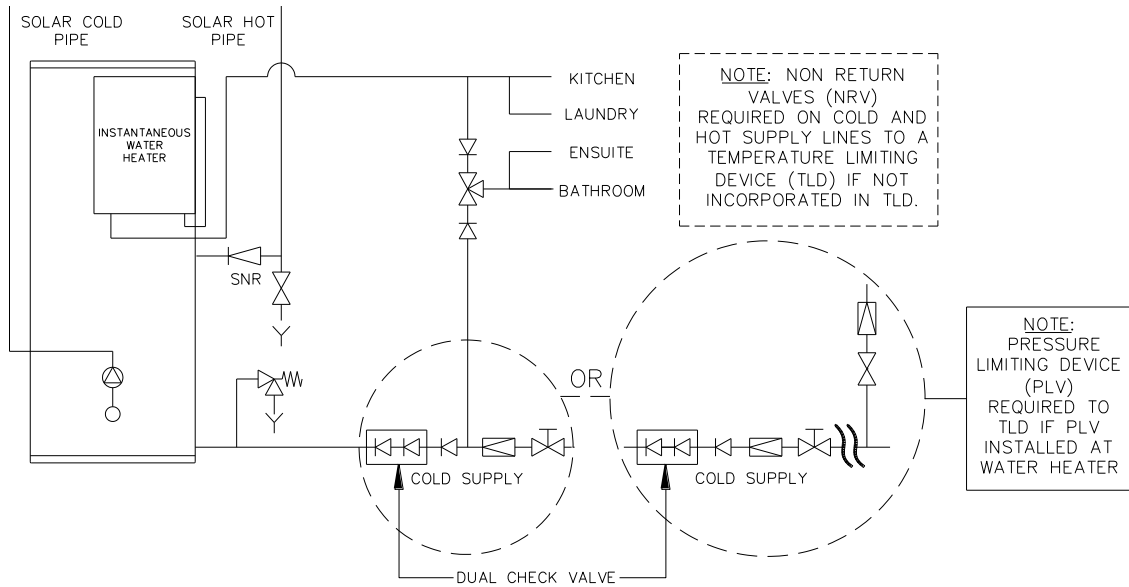 SOLAR COLD
PIPE
SOLAR HOT
PIPE
INSTANTANEOUS
WATER
HEATER
KITCHEN
LAUNDRY
ENSUITE
BATHROOM
NOTE: NON RETURN
VALVES (NRV)
REQUIRED ON COLD AND
HOT SUPPLY LINES TO A
TEMPERATURE LIMITING
DEVICE (TLD) IF NOT
INCORPORATED IN TLD.
SNR
OR
NOTE:
PRESSURE
LIMITING DEVICE
(PLV)
REQUIRED TO
TLD IF PLV
INSTALLED AT
WATER HEATER
COLD SUPPLY
COLD SUPPLY
DUAL CHECK VALVE